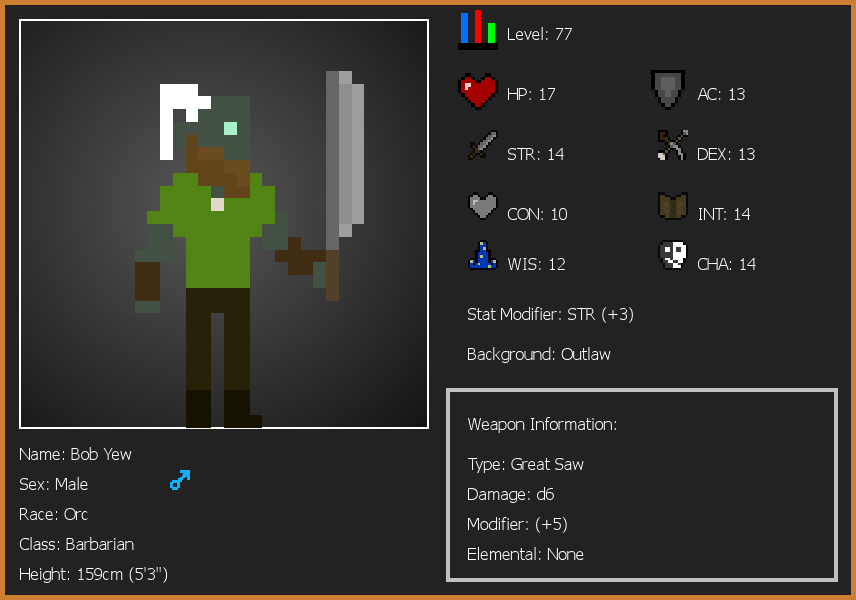 Level: 77
HP: 17
AC: 13
STR: 14
DEX: 13
CON: 10
INT: 14
WIS: 12
CHA: 14
Stat Modifier: STR (+3)
Background: Outlaw
Weapon Information:
Type: Great Saw
Damage: d6
Modifier: (+5)
Elemental: None
Name: Bob Yew
Sex: Male
Race: Orc
Class: Barbarian
Height: 159cm (5'3")